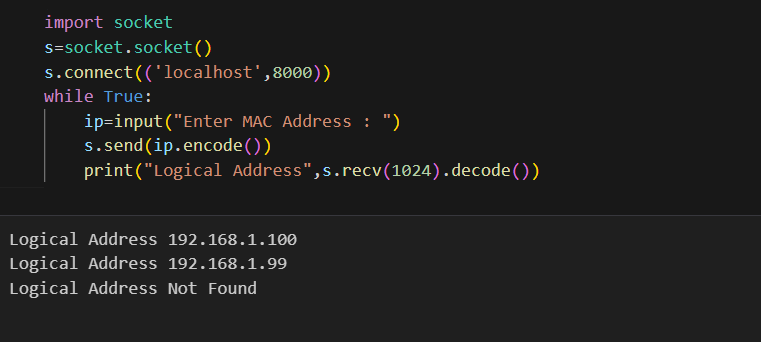 import socket
s=socket.socket()
s.connect(('localhost',8000))
while True:
    ip=input("Enter MAC Address : ")
    s.send(ip.encode())
    print("Logical Address",s.recv(1024).decode())
Logical Address 192.168.1.100
Logical Address 192.168.1.99
Logical Address Not Found